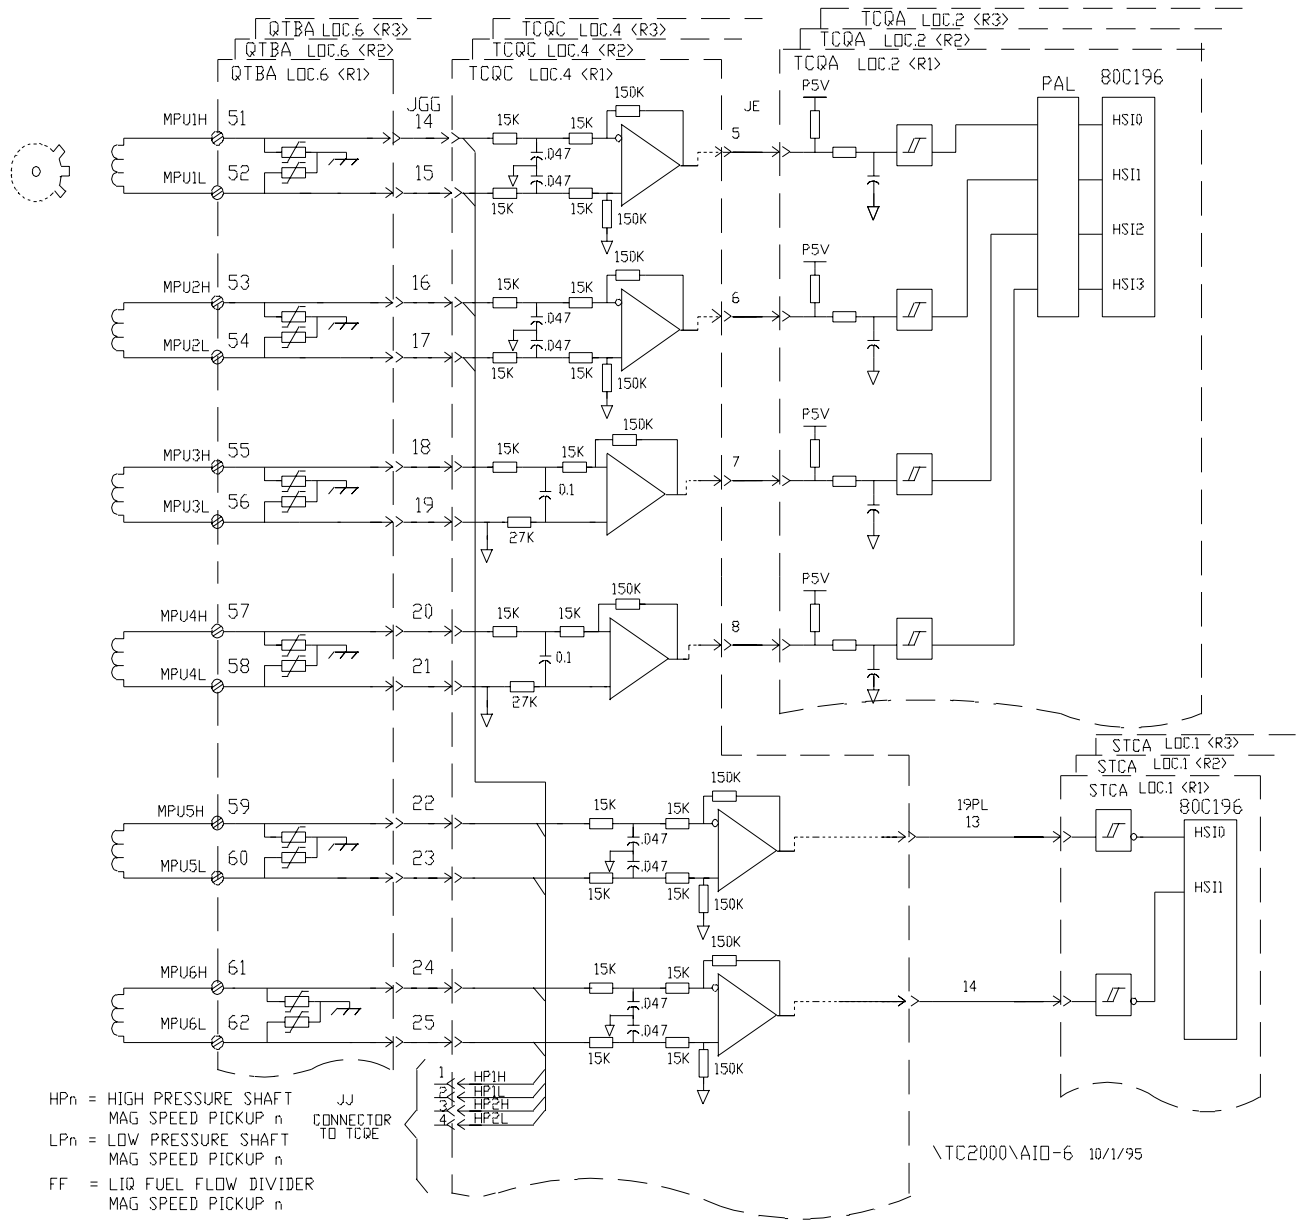 QTBA LOC.6 <R3>
QTBA LOC.6 <R2>
QTBA LOC.6 <R1>
TCQC LOC.4 <R3>
TCQC LOC.4 <R2>
TCQC LOC.4 <R1>
TCQA LOC.2 <R3>
TCQA LOC.2 <R2>
TCQA LOC.2 <R1>
JGG
JE
PAL
80C196
MPU1H 51 14 15K 15K 150K 5 P5V HSI0
.047
.047
MPU1L 52 15 15K 15K 150K HSI1
MPU2H 53 16 15K 15K 150K 6 P5V HSI2
.047
.047
MPU2L 54 17 15K 15K 150K HSI3
MPU3H 55 18 15K 15K 150K 7 P5V
0.1
MPU3L 56 19 27K
MPU4H 57 20 15K 15K 150K 8 P5V
0.1
MPU4L 58 21 27K
STCA LOC.1 <R3>
STCA LOC.1 <R2>
STCA LOC.1 <R1>
80C196
MPU5H 59 22 15K 15K 150K 19PL
13 HSI0
.047
.047
MPU5L 60 23 15K 15K 150K HSI1
MPU6H 61 24 15K 15K 150K 14
.047
.047
MPU6L 62 25 15K 15K 150K
1 HP1H
2 HP1L
3 HP2H
4 HP2L
JJ
CONNECTOR
TO TCQE
HPn = HIGH PRESSURE SHAFT
MAG SPEED PICKUP n
LPn = LOW PRESSURE SHAFT
MAG SPEED PICKUP n
FF = LIQ FUEL FLOW DIVIDER
MAG SPEED PICKUP n
\TC2000\AIO-6 10/1/95